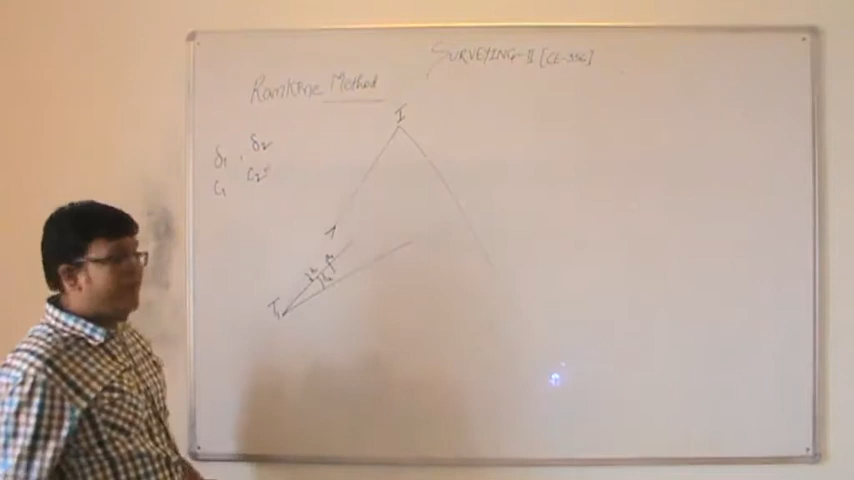 SURVEYING-II [CE-356]
Rankine Method
I
δ₁, δ₂
C₁ C₂
T₁